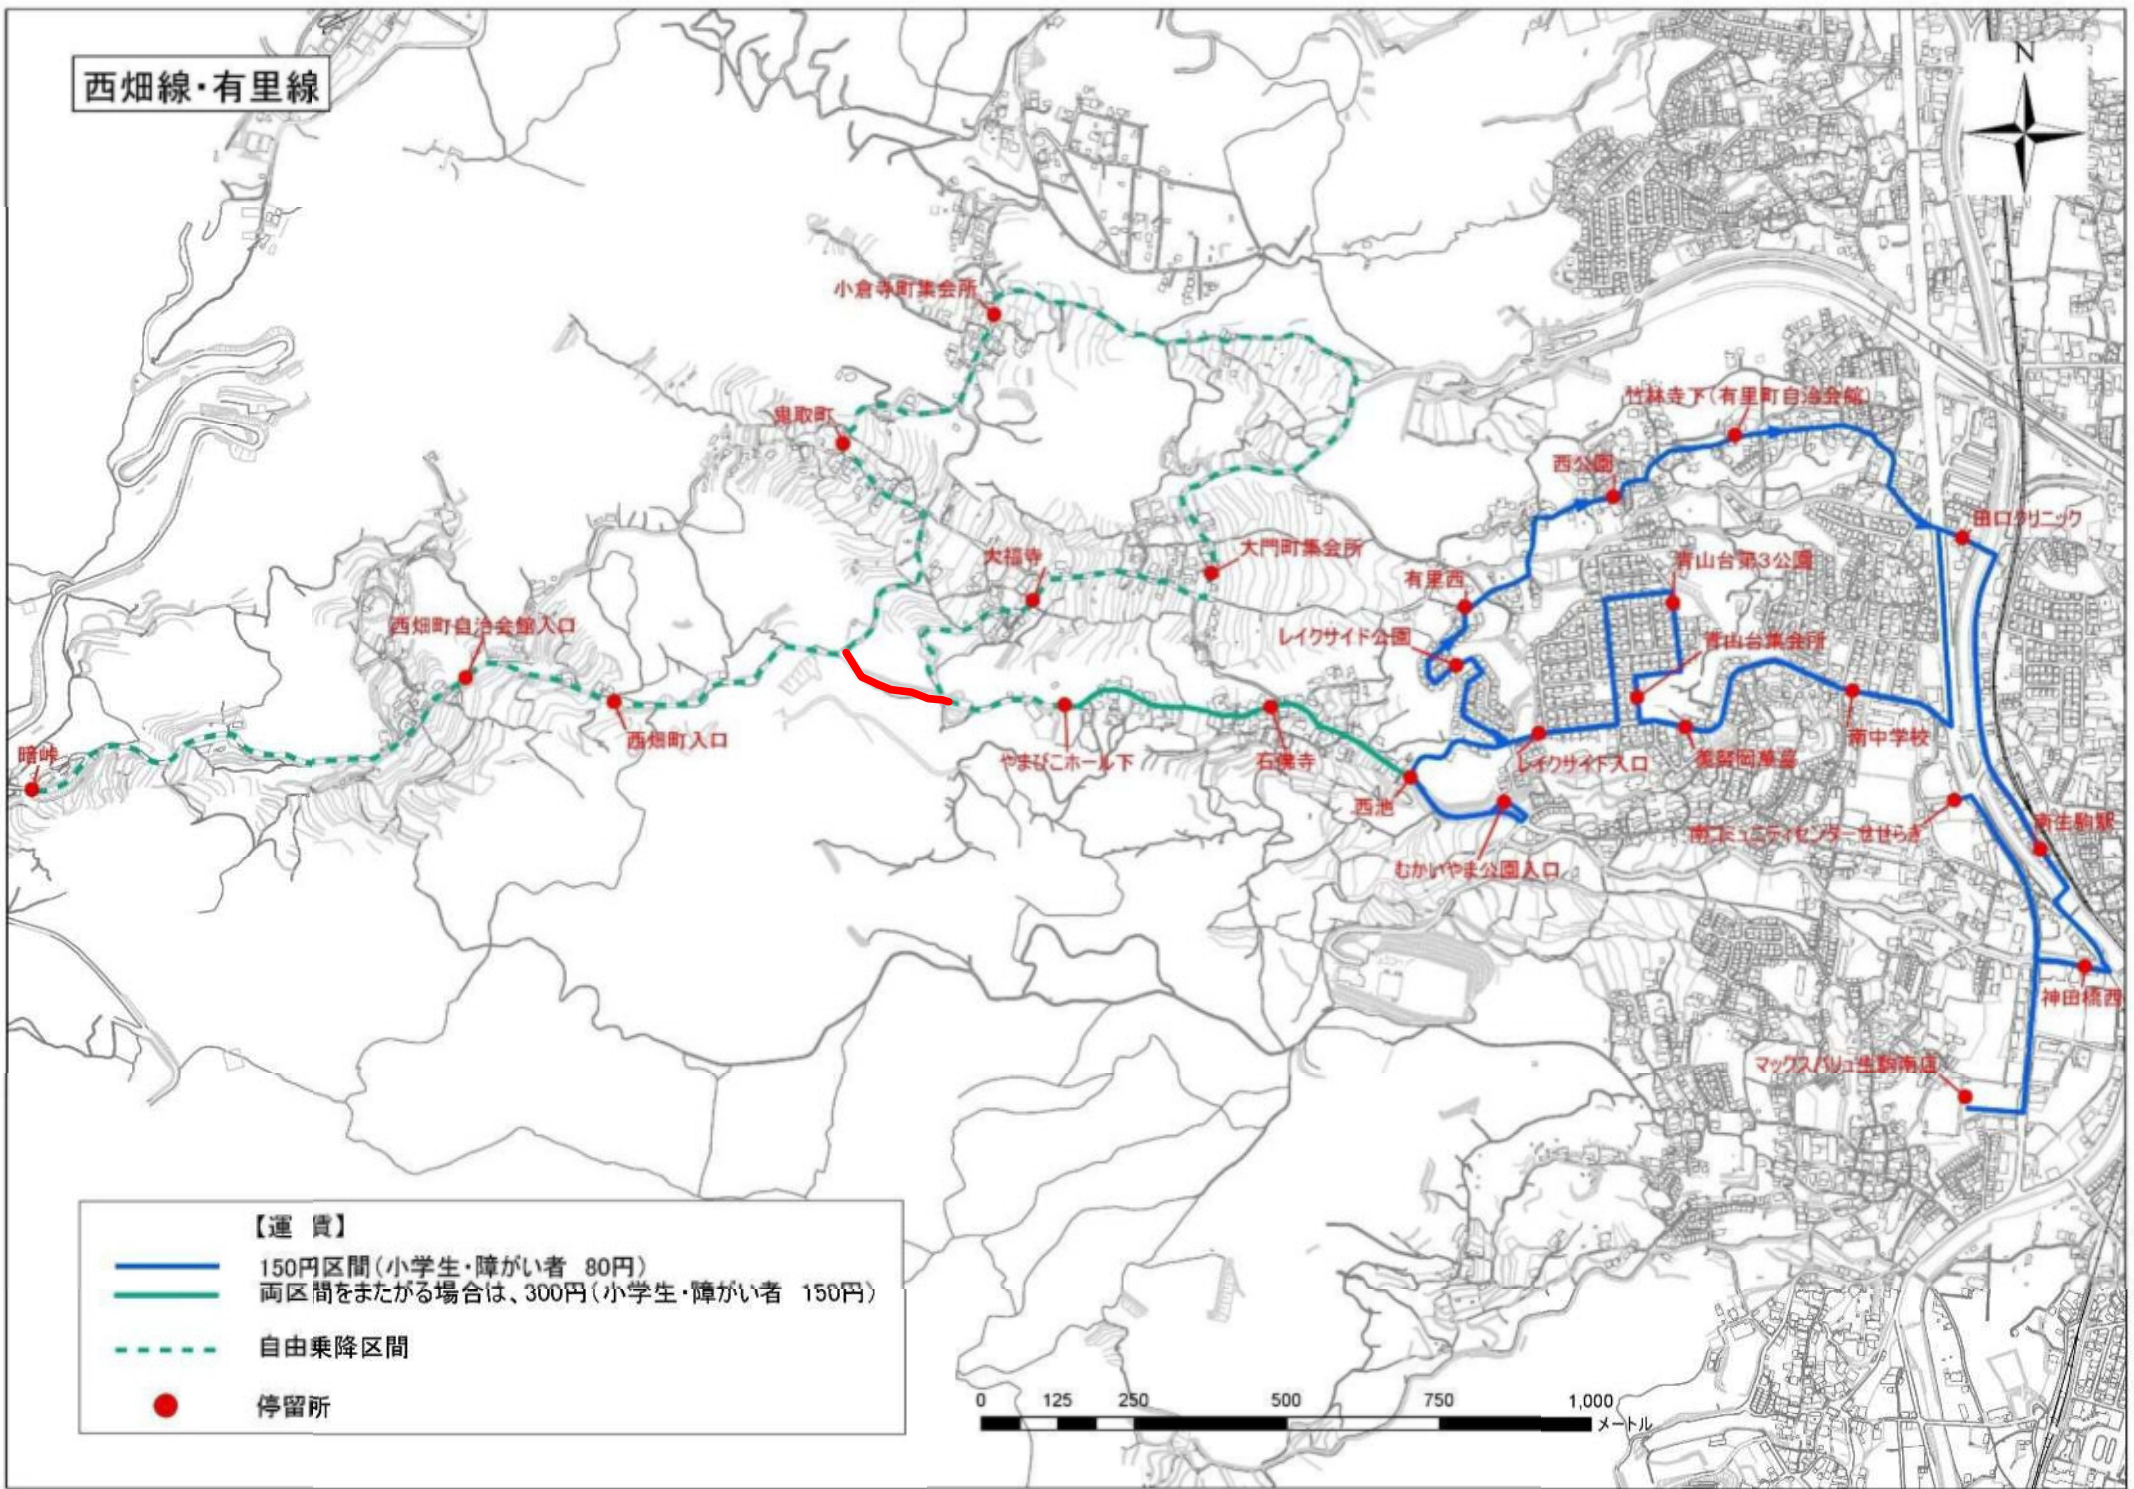 西畑線・有里線
N
小倉寺町集会所
鬼取町
竹林寺下(有里町自治会館)
西公園
田口クリニック
大福寺
大門町集会所
青山台第3公園
有里西
西畑町自治会館入口
レイクサイド公園
青山台集会所
暗峠
西畑町入口
やまびこホール下
石佛寺
レイクサイド入口
南中学校
西池
南コミュニティセンターせせらぎ
南生駒駅
むかいやま公園入口
神田橋西
マックスバリュ生駒南店
【運 賃】
150円区間(小学生・障がい者 80円)
両区間をまたがる場合は、300円(小学生・障がい者 150円)
自由乗降区間
停留所
0 125 250 500 750 1,000
メートル